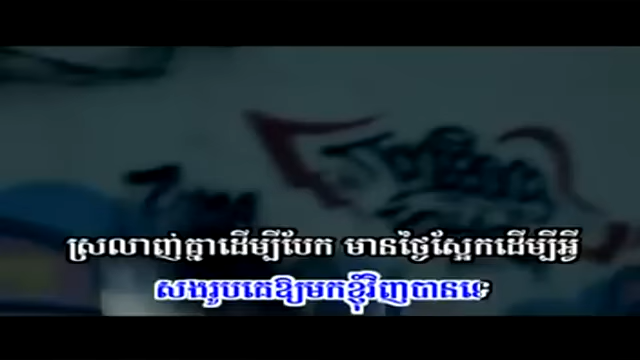 ស្រលាញ់គ្នាដើម្បីបែក មានថ្ងៃស្អែកដើម្បីអ្វី
សងរូបគេឱ្យមកខ្ញុំវិញបានទេ